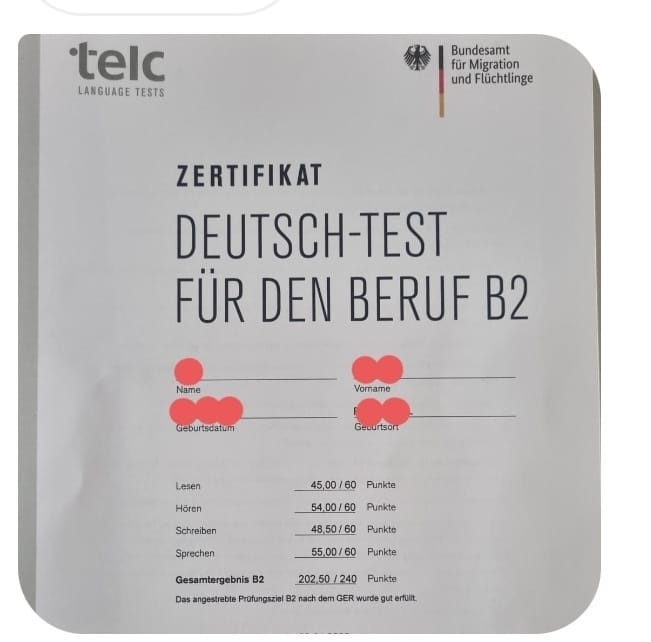 telc
LANGUAGE TESTS
Bundesamt
für Migration
und Flüchtlinge
ZERTIFIKAT
DEUTSCH-TEST
FÜR DEN BERUF B2
Name
Vorname
Geburtsdatum
Geburtsort
Lesen 45,00 / 60 Punkte
Hören 54,00 / 60 Punkte
Schreiben 48,50 / 60 Punkte
Sprechen 55,00 / 60 Punkte
Gesamtergebnis B2 202,50 / 240 Punkte
Das angestrebte Prüfungsziel B2 nach dem GER wurde gut erfüllt.